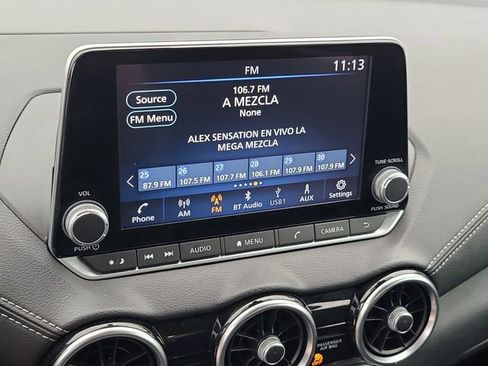 FM
11:13
106.7 FM
Source
A MEZCLA
None
FM Menu
ALEX SENSATION EN VIVO LA
MEGA MEZCLA
25 26 27 28 29 30
87.9 FM 107.5 FM 107.7 FM 106.1 FM 107.9 FM 107.9 FM
Phone AM FM BT Audio USB1 AUX Settings
VOL
PUSH
TUNE·SCROLL
PUSH SOUND
AUDIO MENU CAMERA
PASSENGER
AIR BAG